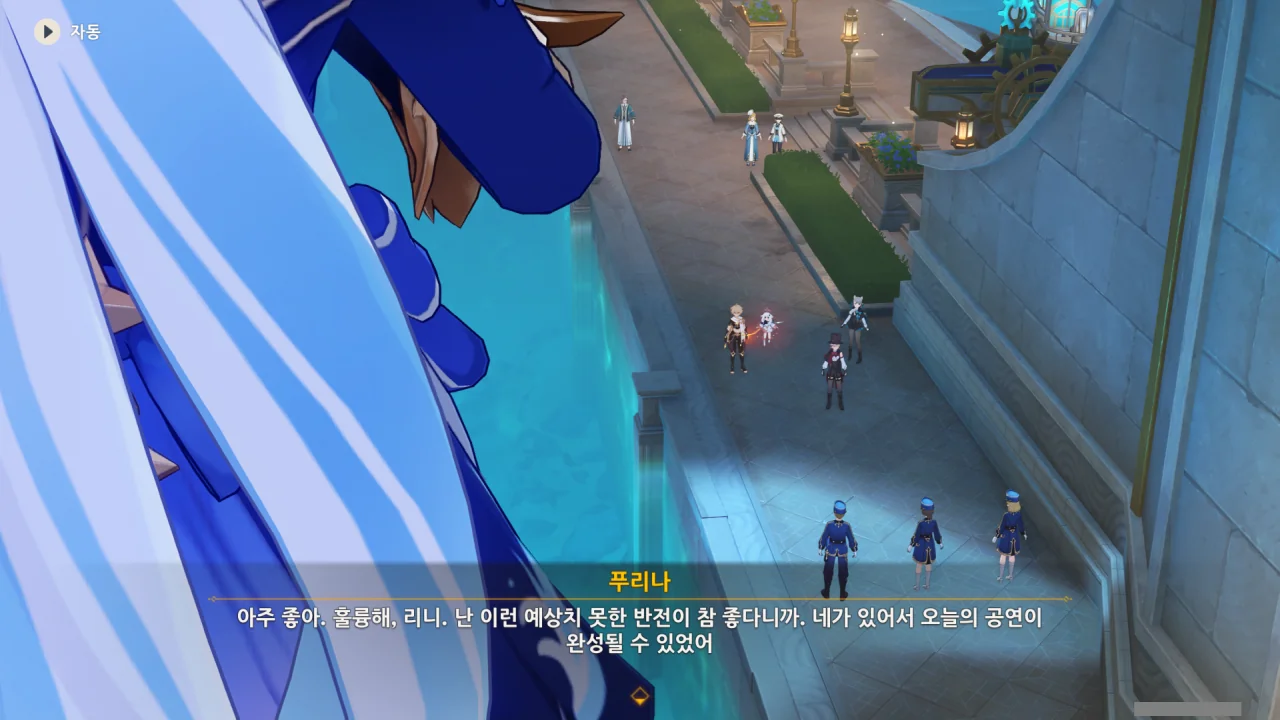 자동
푸리나
아주 좋아. 훌륭해, 리니. 난 이런 예상치 못한 반전이 참 좋다니까. 네가 있어서 오늘의 공연이
완성될 수 있었어